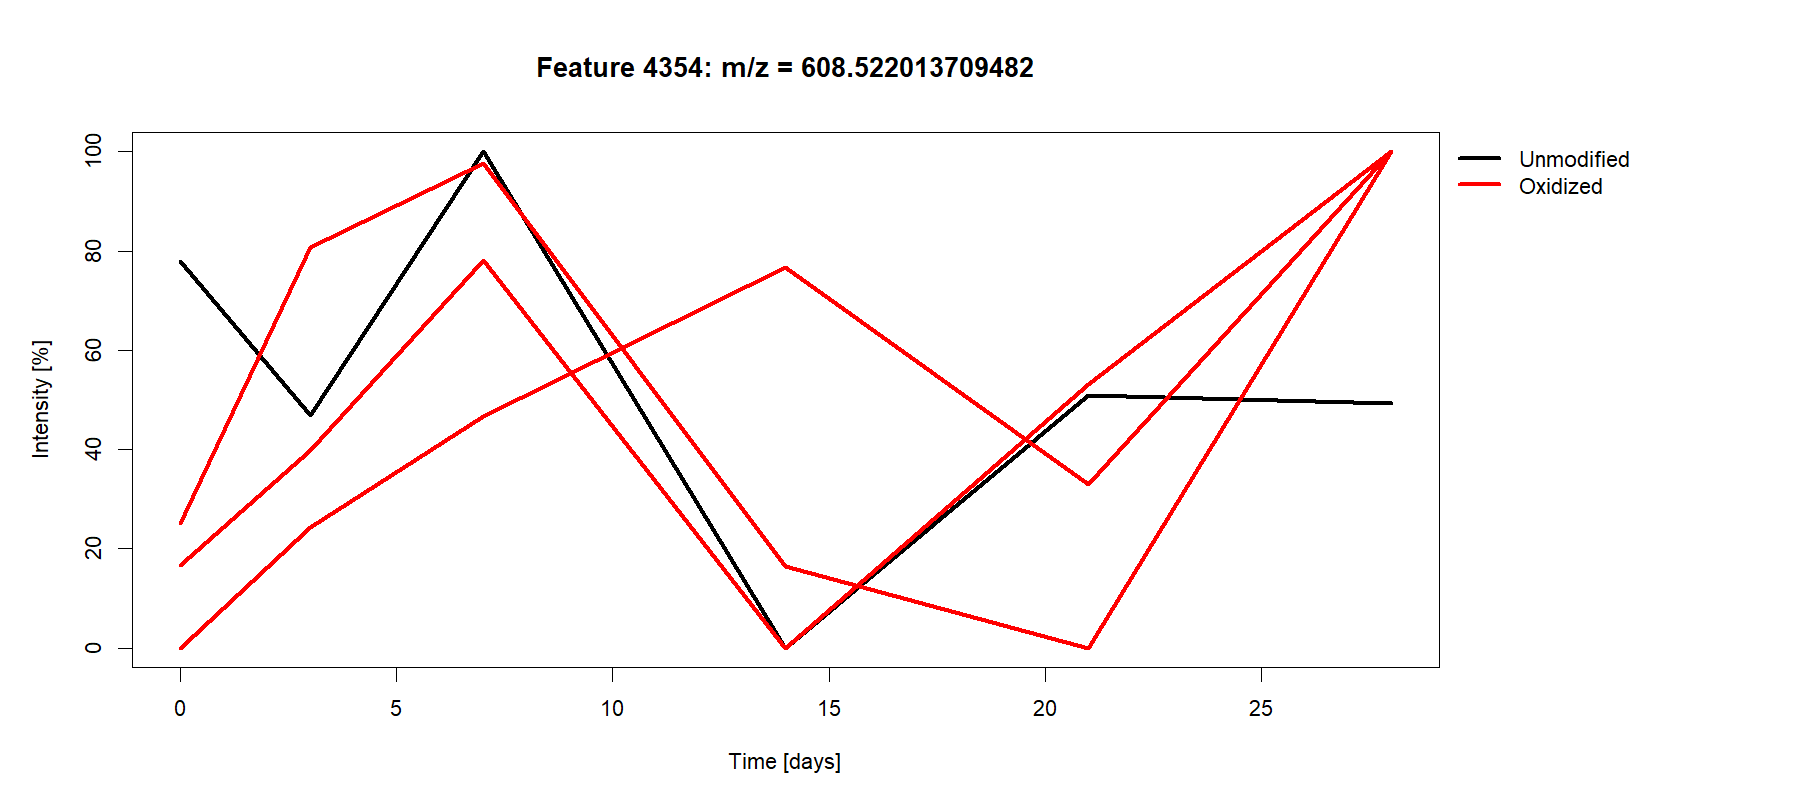 Feature 4354: m/z = 608.522013709482
Unmodified
Oxidized
Intensity [%]
100
80
60
40
20
0
0 5 10 15 20 25
Time [days]